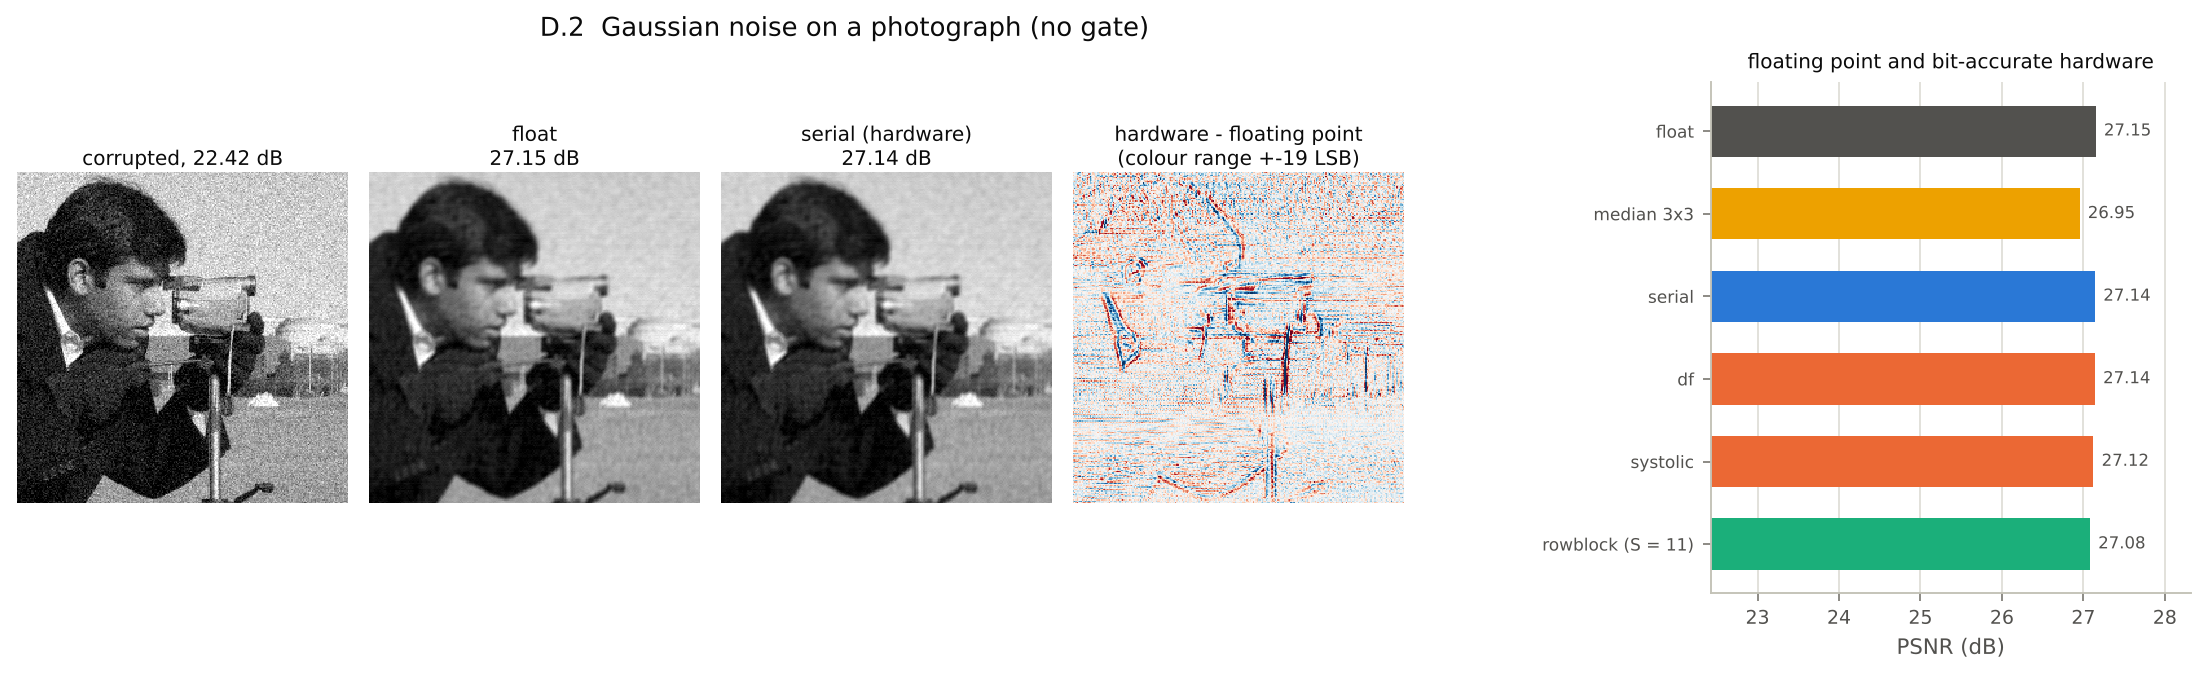 D.2  Gaussian noise on a photograph (no gate)
corrupted, 22.42 dB
float
27.15 dB
serial (hardware)
27.14 dB
hardware - floating point
(colour range +-19 LSB)
floating point and bit-accurate hardware
float
27.15
median 3x3
26.95
serial
27.14
df
27.14
systolic
27.12
rowblock (S = 11)
27.08
23 24 25 26 27 28
PSNR (dB)